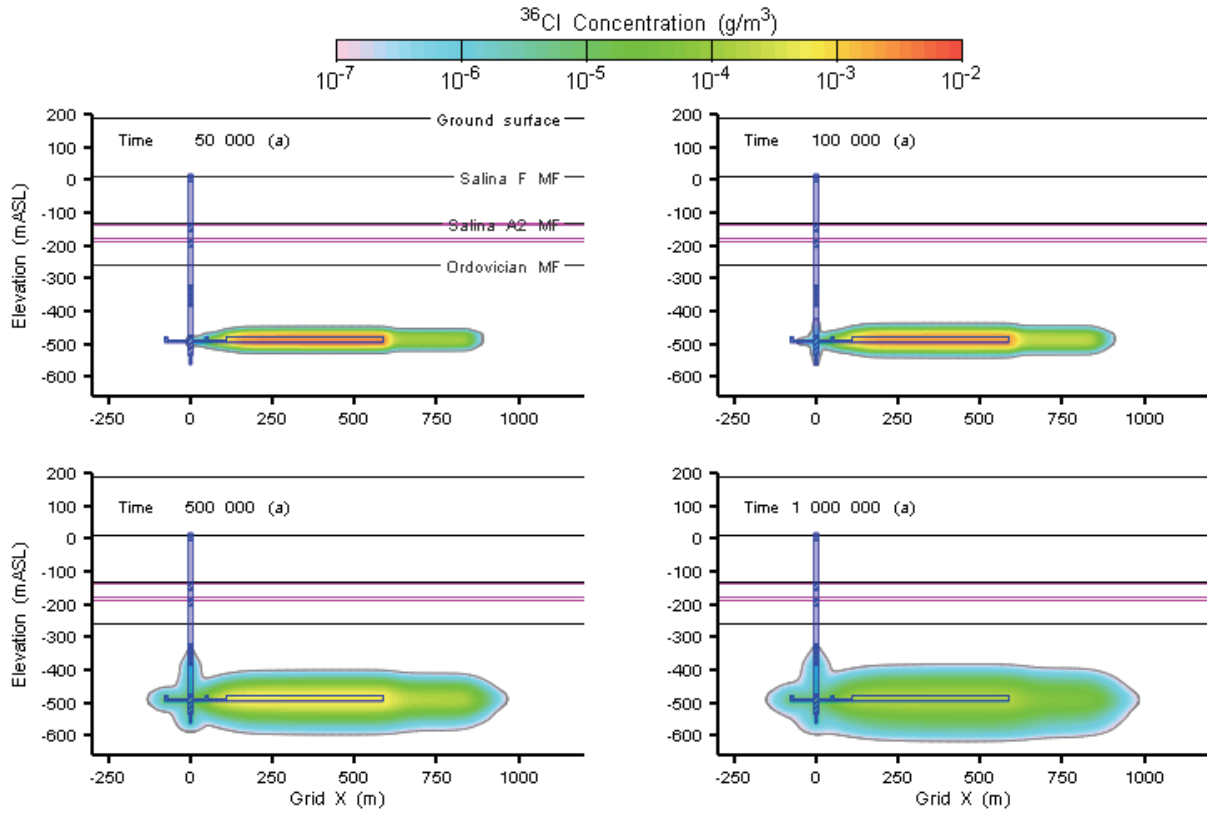 ³⁶Cl Concentration (g/m³)
10⁻⁷ 10⁻⁶ 10⁻⁵ 10⁻⁴ 10⁻³ 10⁻²
Elevation (mASL)
200
100
0
-100
-200
-300
-400
-500
-600
Time 50 000 (a)
Ground surface
Salina F MF
Salina A2 MF
Ordovician MF
-250 0 250 500 750 1000
200
100
0
-100
-200
-300
-400
-500
-600
Time 100 000 (a)
-250 0 250 500 750 1000
Elevation (mASL)
200
100
0
-100
-200
-300
-400
-500
-600
Time 500 000 (a)
-250 0 250 500 750 1000
Grid X (m)
200
100
0
-100
-200
-300
-400
-500
-600
Time 1 000 000 (a)
-250 0 250 500 750 1000
Grid X (m)